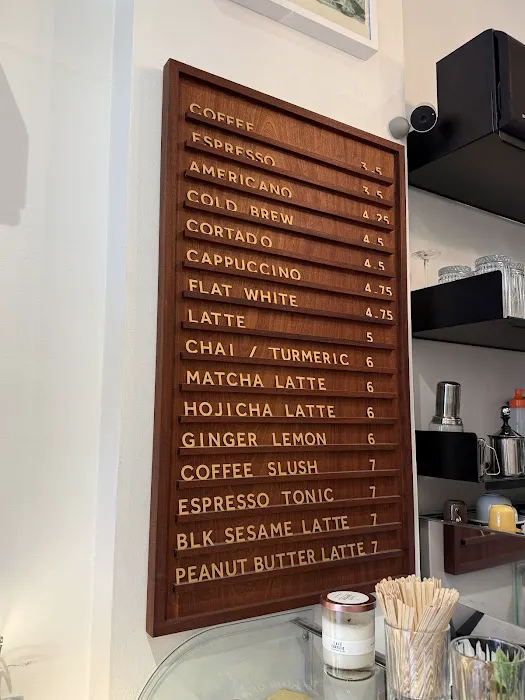 COFFEE 3.5
ESPRESSO 3.5
AMERICANO 4.25
COLD BREW 4.5
CORTADO 4.5
CAPPUCCINO 4.75
FLAT WHITE 4.75
LATTE 5
CHAI / TURMERIC 6
MATCHA LATTE 6
HOJICHA LATTE 6
GINGER LEMON 6
COFFEE SLUSH 7
ESPRESSO TONIC 7
BLK SESAME LATTE 7
PEANUT BUTTER LATTE 7